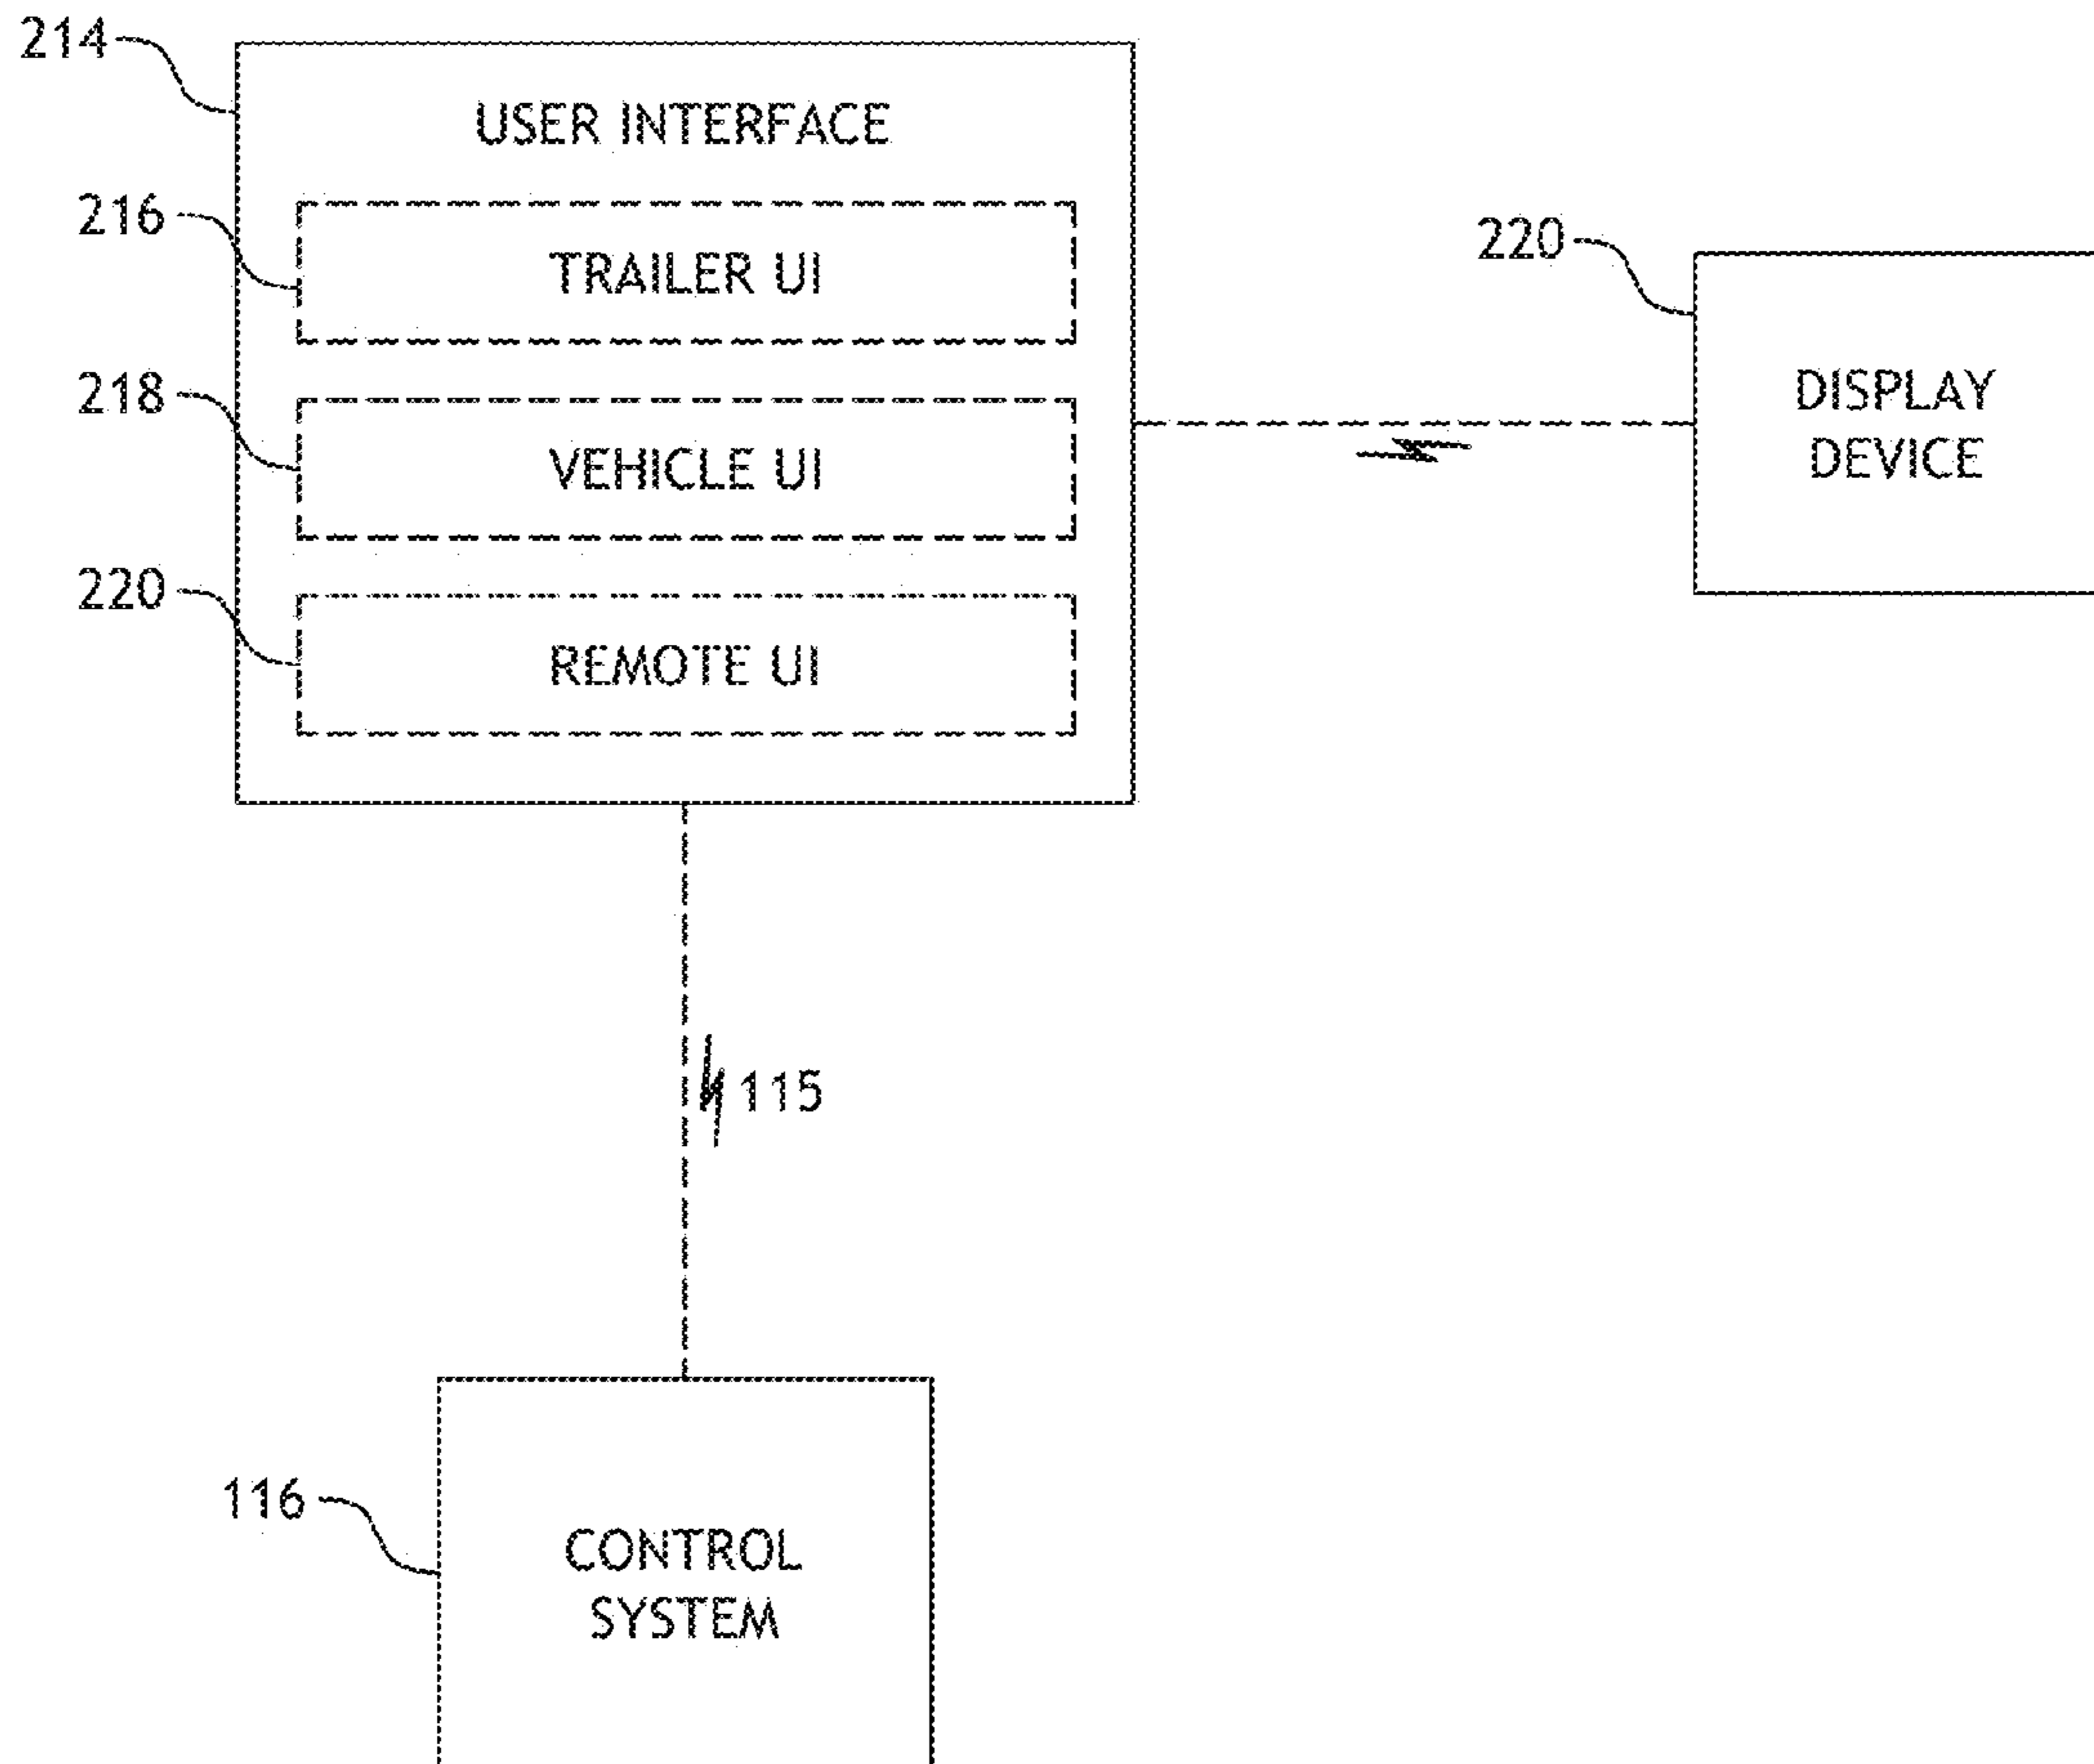 214
USER INTERFACE
216
TRAILER UI
218
VEHICLE UI
220
REMOTE UI
220
DISPLAY
DEVICE
115
116
CONTROL
SYSTEM